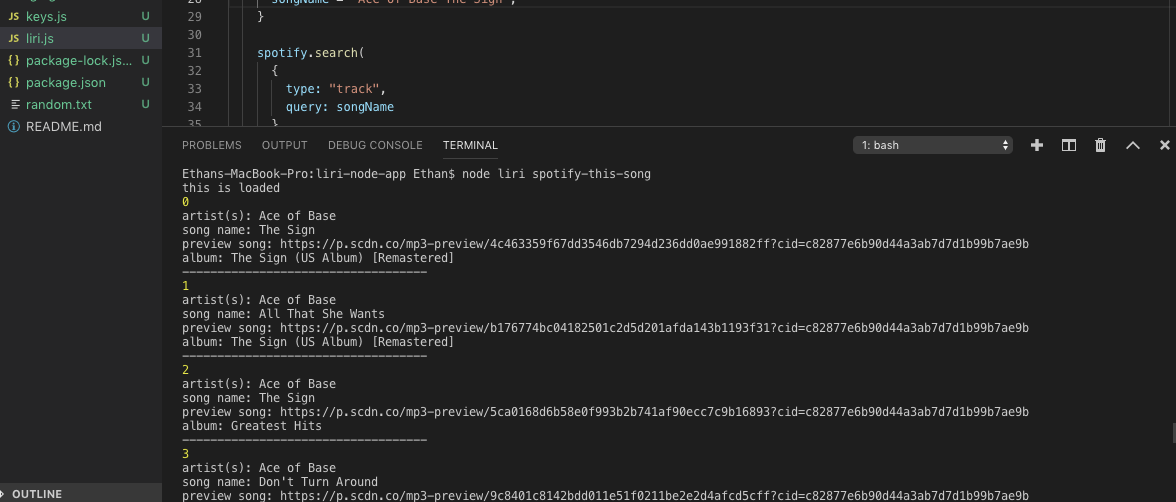 JS keys.js U
JS liri.js U
{} package-lock.js... U
{} package.json U
random.txt U
README.md
OUTLINE
28 songName = "Ace of Base The Sign";
29 }
30
31 spotify.search(
32 {
33 type: "track",
34 query: songName
35 }
PROBLEMS OUTPUT DEBUG CONSOLE TERMINAL 1: bash
Ethans-MacBook-Pro:liri-node-app Ethan$ node liri spotify-this-song
this is loaded
0
artist(s): Ace of Base
song name: The Sign
preview song: https://p.scdn.co/mp3-preview/4c463359f67dd3546db7294d236dd0ae991882ff?cid=c82877e6b90d44a3ab7d7d1b99b7ae9b
album: The Sign (US Album) [Remastered]
-----------------------------------
1
artist(s): Ace of Base
song name: All That She Wants
preview song: https://p.scdn.co/mp3-preview/b176774bc04182501c2d5d201afda143b1193f31?cid=c82877e6b90d44a3ab7d7d1b99b7ae9b
album: The Sign (US Album) [Remastered]
-----------------------------------
2
artist(s): Ace of Base
song name: The Sign
preview song: https://p.scdn.co/mp3-preview/5ca0168d6b58e0f993b2b741af90ecc7c9b16893?cid=c82877e6b90d44a3ab7d7d1b99b7ae9b
album: Greatest Hits
-----------------------------------
3
artist(s): Ace of Base
song name: Don't Turn Around
preview song: https://p.scdn.co/mp3-preview/9c8401c8142bdd011e51f0211be2e2d4afcd5cff?cid=c82877e6b90d44a3ab7d7d1b99b7ae9b